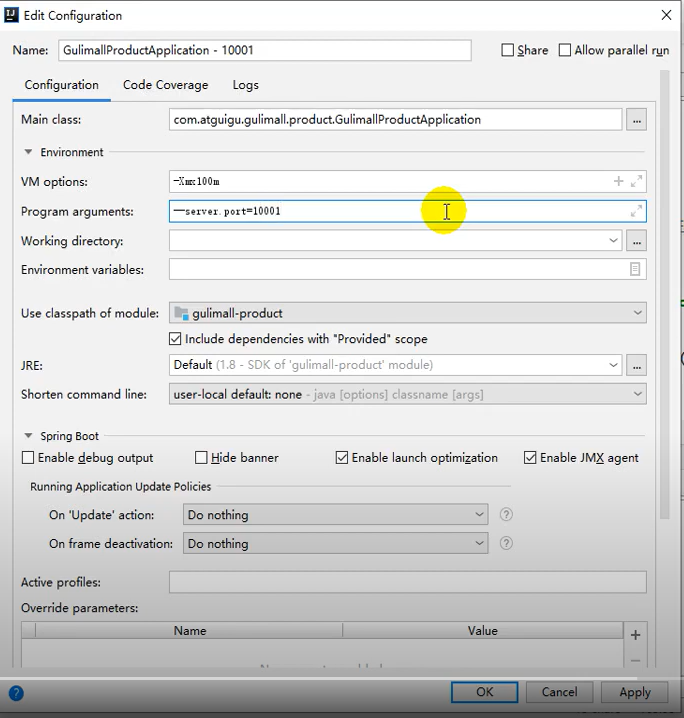 Edit Configuration
Name: GulimallProductApplication - 10001 Share Allow parallel run
Configuration Code Coverage Logs
Main class: com.atguigu.gulimall.product.GulimallProductApplication ...
Environment
VM options: -Xmx100m
Program arguments: --server.port=10001
Working directory: ...
Environment variables:
Use classpath of module: gulimall-product
Include dependencies with "Provided" scope
JRE: Default (1.8 - SDK of 'gulimall-product' module) ...
Shorten command line: user-local default: none - java [options] classname [args]
Spring Boot
Enable debug output Hide banner Enable launch optimization Enable JMX agent
Running Application Update Policies
On 'Update' action: Do nothing ?
On frame deactivation: Do nothing ?
Active profiles:
Override parameters:
Name Value
? OK Cancel Apply